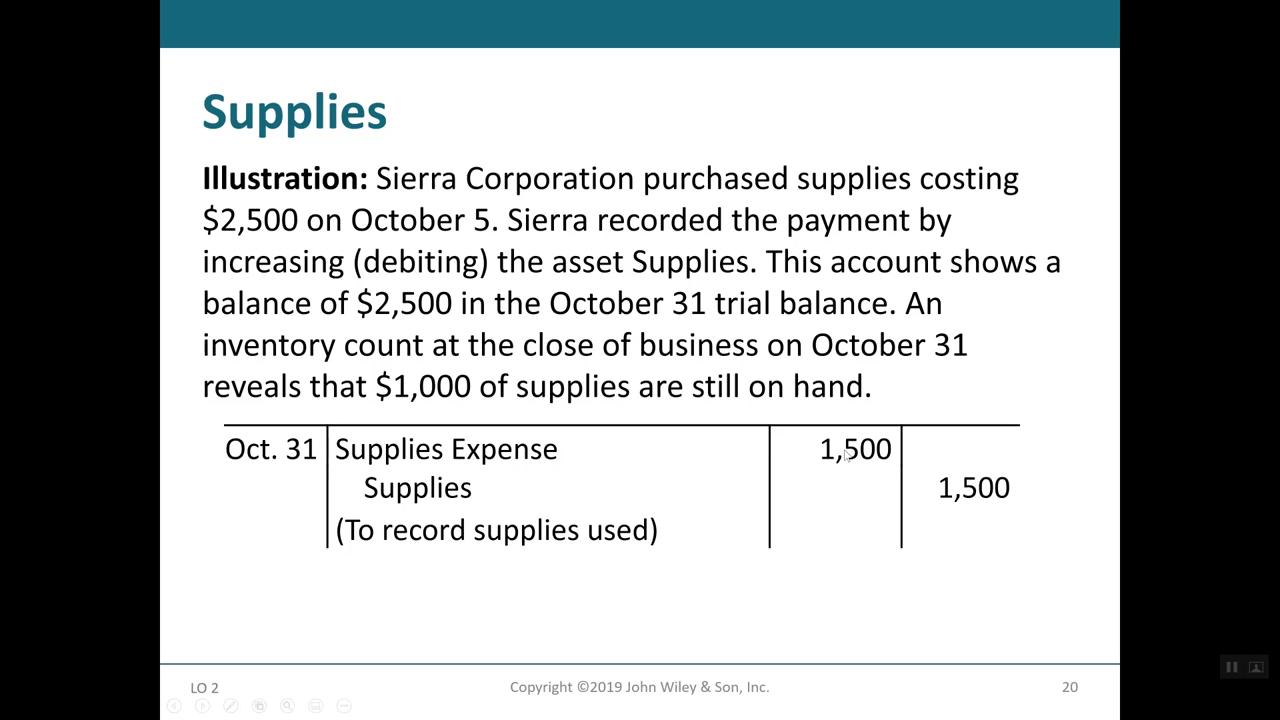 Supplies
Illustration: Sierra Corporation purchased supplies costing
$2,500 on October 5. Sierra recorded the payment by
increasing (debiting) the asset Supplies. This account shows a
balance of $2,500 in the October 31 trial balance. An
inventory count at the close of business on October 31
reveals that $1,000 of supplies are still on hand.
Oct. 31 Supplies Expense 1,500
Supplies 1,500
(To record supplies used)
LO 2 Copyright ©2019 John Wiley & Son, Inc. 20